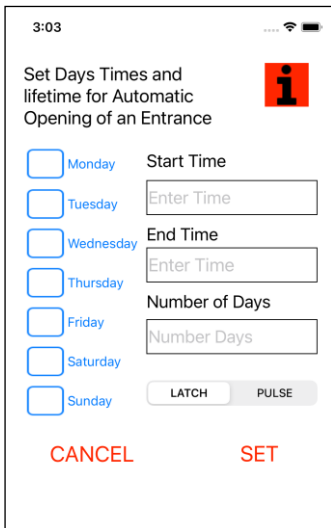 3:03
Set Days Times and
lifetime for Automatic
Opening of an Entrance
i
Monday
Tuesday
Wednesday
Thursday
Friday
Saturday
Sunday
Start Time
Enter Time
End Time
Enter Time
Number of Days
Number Days
LATCH PULSE
CANCEL SET